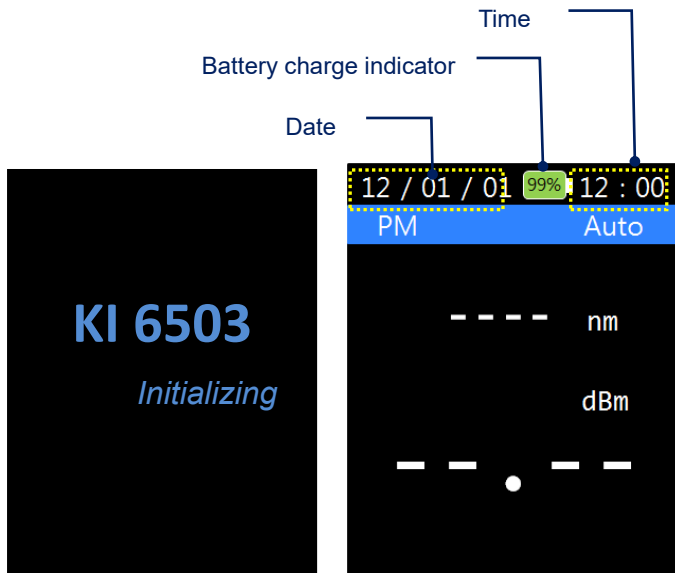 Time
Battery charge indicator
Date
12 / 01 / 01 99% 12 : 00
PM Auto
KI 6503
Initializing
- - - - nm
dBm
- - . - -